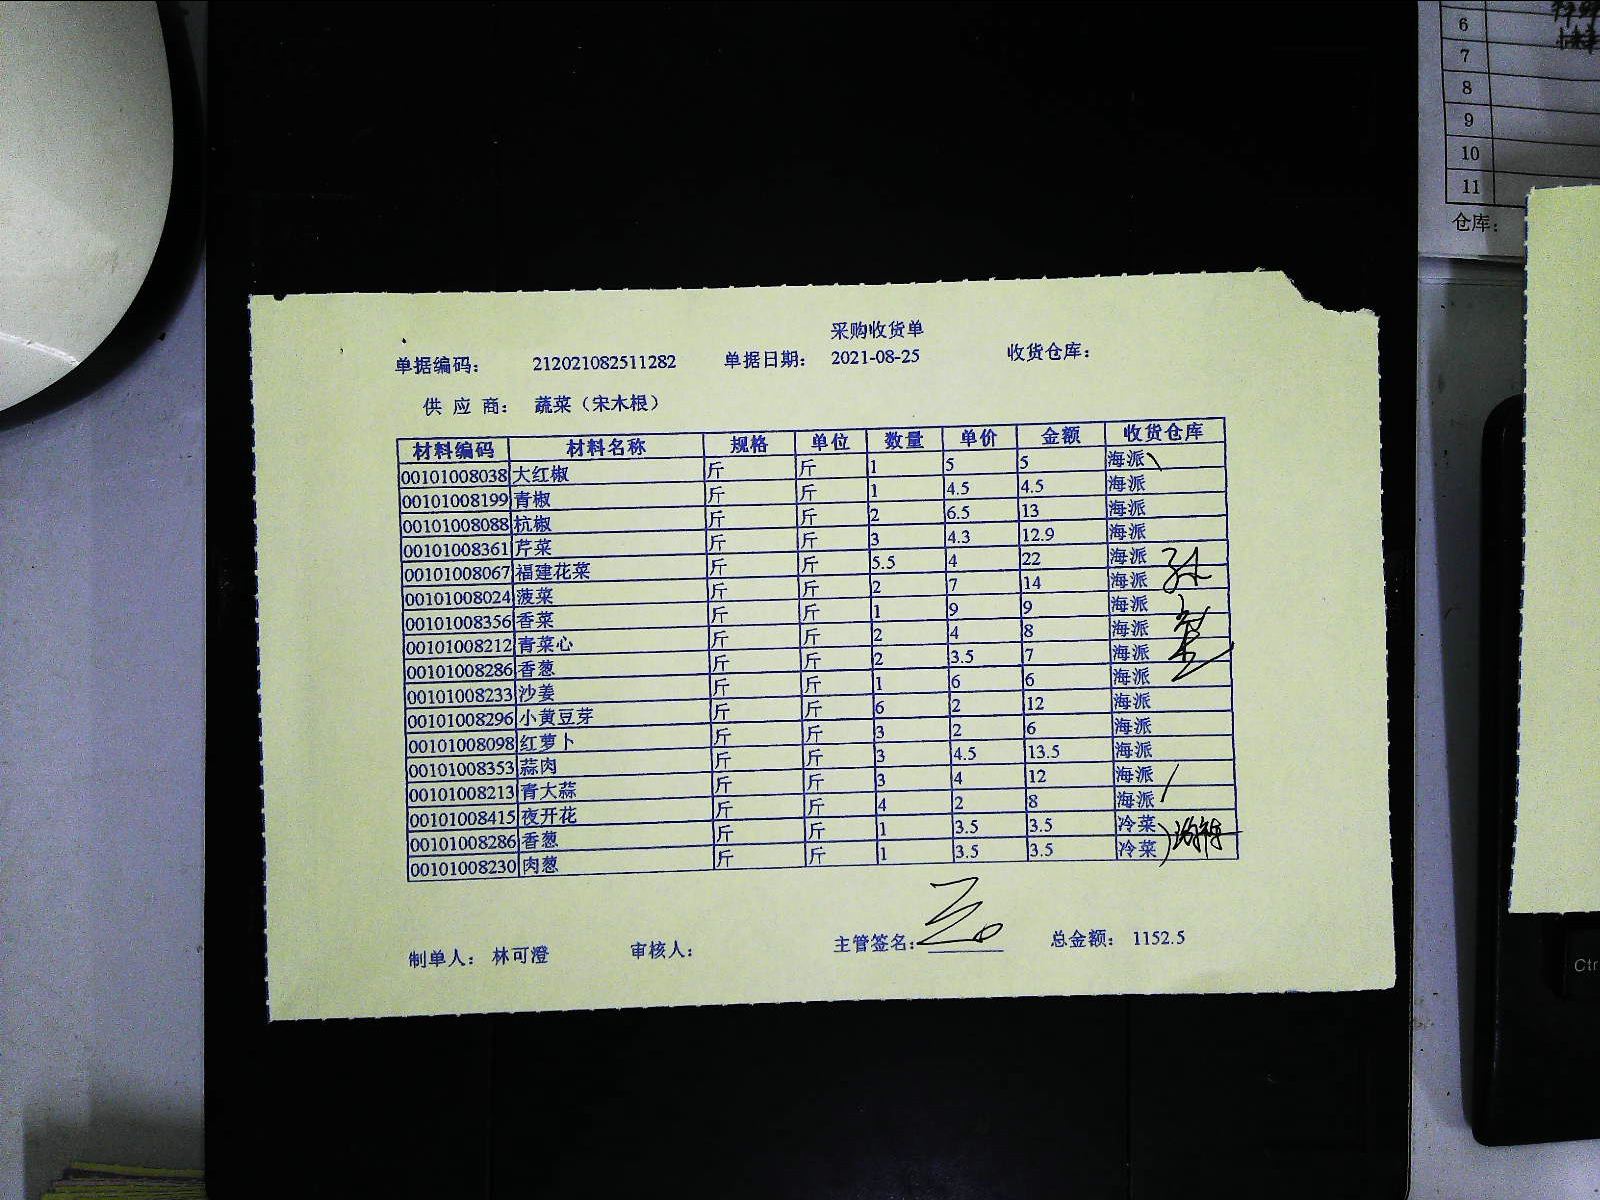 6
7
8
9
10
11
仓库：
采购收货单
单据编码： 212021082511282 单据日期： 2021-08-25 收货仓库：
供 应 商： 蔬菜（宋木根）
材料编码 材料名称 规格 单位 数量 单价 金额 收货仓库
00101008038 大红椒 斤 斤 1 5 5 海派
00101008199 青椒 斤 斤 1 4.5 4.5 海派
00101008088 杭椒 斤 斤 2 6.5 13 海派
00101008361 芹菜 斤 斤 3 4.3 12.9 海派
00101008067 福建花菜 斤 斤 5.5 4 22 海派
00101008024 菠菜 斤 斤 2 7 14 海派
00101008356 香菜 斤 斤 1 9 9 海派
00101008212 青菜心 斤 斤 2 4 8 海派
00101008286 香葱 斤 斤 2 3.5 7 海派
00101008233 沙姜 斤 斤 1 6 6 海派
00101008296 小黄豆芽 斤 斤 6 2 12 海派
00101008098 红萝卜 斤 斤 3 2 6 海派
00101008353 蒜肉 斤 斤 3 4.5 13.5 海派
00101008213 青大蒜 斤 斤 3 4 12 海派
00101008415 夜开花 斤 斤 4 2 8 海派
00101008286 香葱 斤 斤 1 3.5 3.5 冷菜
00101008230 肉葱 斤 斤 1 3.5 3.5 冷菜
制单人： 林可澄 审核人： 主管签名： 总金额： 1152.5
Ctr